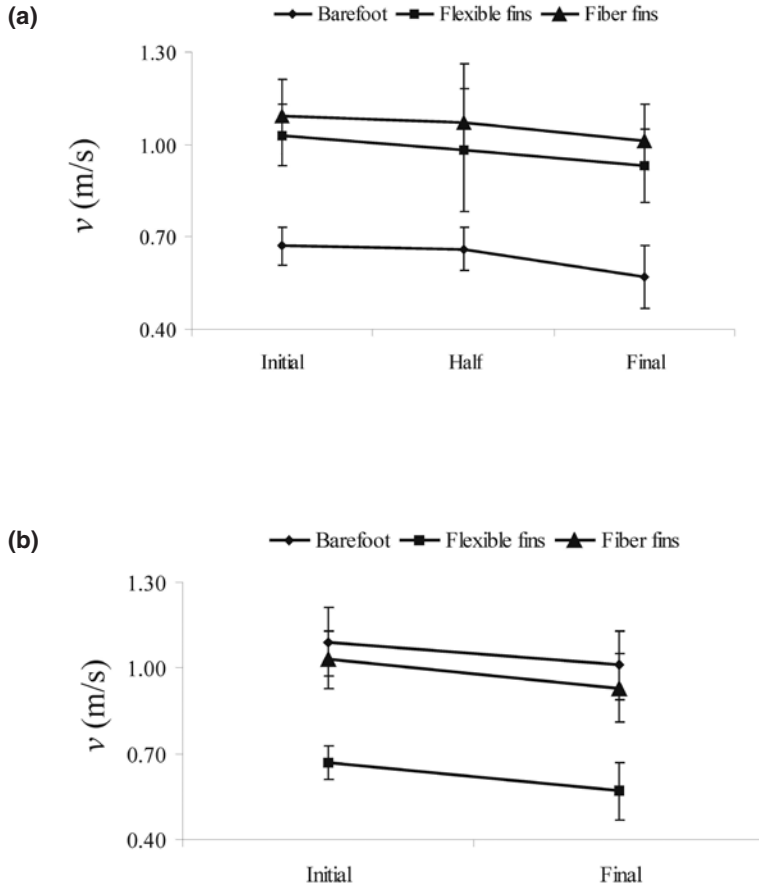 (a)
Barefoot Flexible fins Fiber fins
1.30
1.00
0.70
0.40
v (m/s)
Initial Half Final
(b)
Barefoot Flexible fins Fiber fins
1.30
1.00
0.70
0.40
v (m/s)
Initial Final